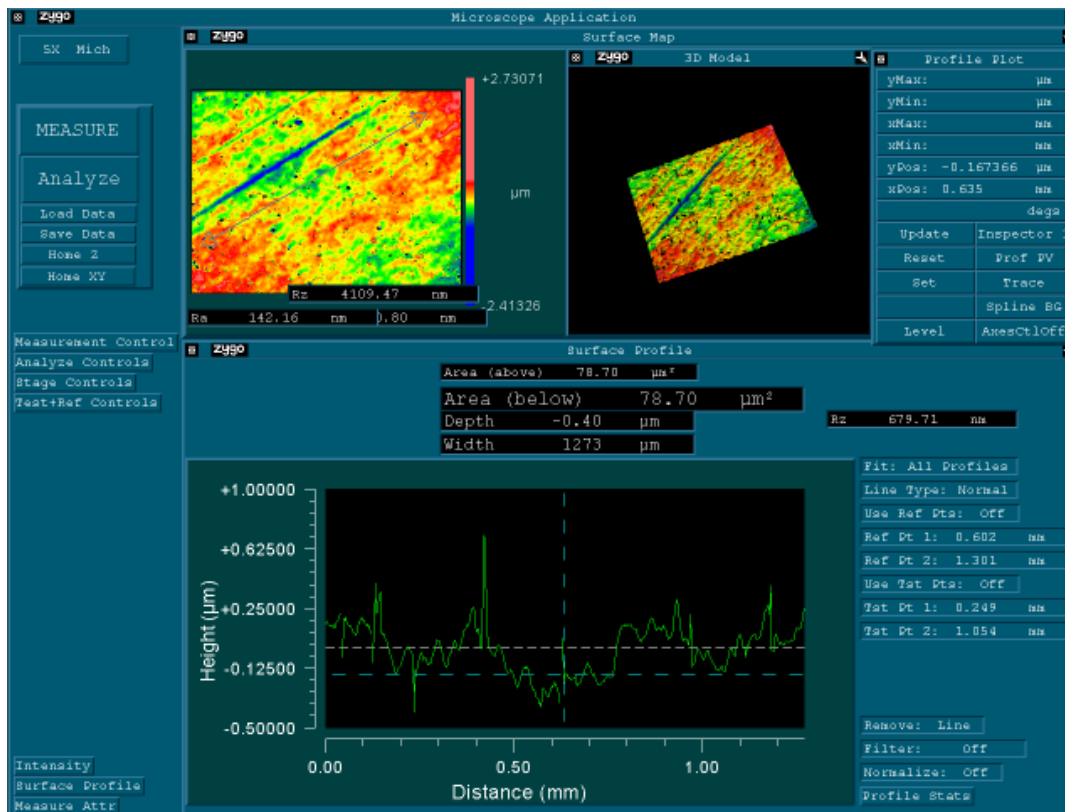 zygo Microscope Application
5X Mich
zygo Surface Map
MEASURE
Analyze
Load Data
Save Data
Home Z
Home XY
+2.73071
µm
-2.41326
Rz 4109.47 nm
Ra 142.16 nm 0.80 nm
zygo 3D Model
Profile Plot
yMax: µm
yMin: µm
xMax: mm
xMin: mm
yPos: -0.167366 µm
xPos: 0.635 mm
degs
Update Inspector
Reset Prof PV
Set Trace
Spline BG
Level AxesCtlOff
Measurement Control
Analyze Controls
Stage Controls
Test+Ref Controls
zygo Surface Profile
Area (above) 78.70 µm²
Area (below) 78.70 µm²
Depth -0.40 µm
Width 1273 µm
Rz 679.71 nm
+1.00000
+0.62500
+0.25000
-0.12500
-0.50000
Height (µm)
0.00 0.50 1.00
Distance (mm)
Fit: All Profiles
Line Type: Normal
Use Ref Pts: Off
Ref Pt 1: 0.602 mm
Ref Pt 2: 1.301 mm
Use Tst Pts: Off
Tst Pt 1: 0.249 mm
Tst Pt 2: 1.054 mm
Remove: Line
Filter: Off
Normalize: Off
Profile Stats
Intensity
Surface Profile
Measure Attr